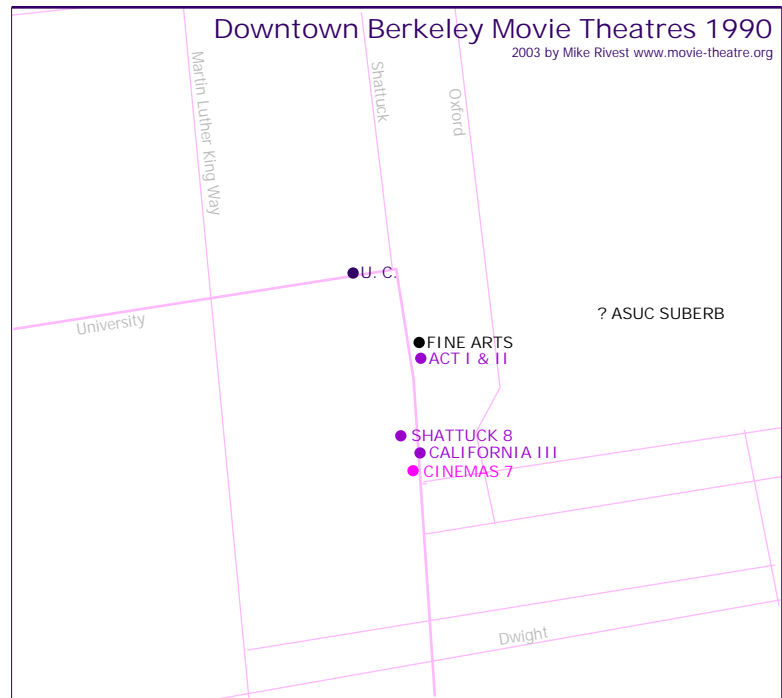 Downtown Berkeley Movie Theatres 1990
2003 by Mike Rivest www.movie-theatre.org
Martin Luther King Way
Shattuck
Oxford
U. C.
University
? ASUC SUBERB
FINE ARTS
ACT I & II
SHATTUCK 8
CALIFORNIA III
CINEMAS 7
Dwight